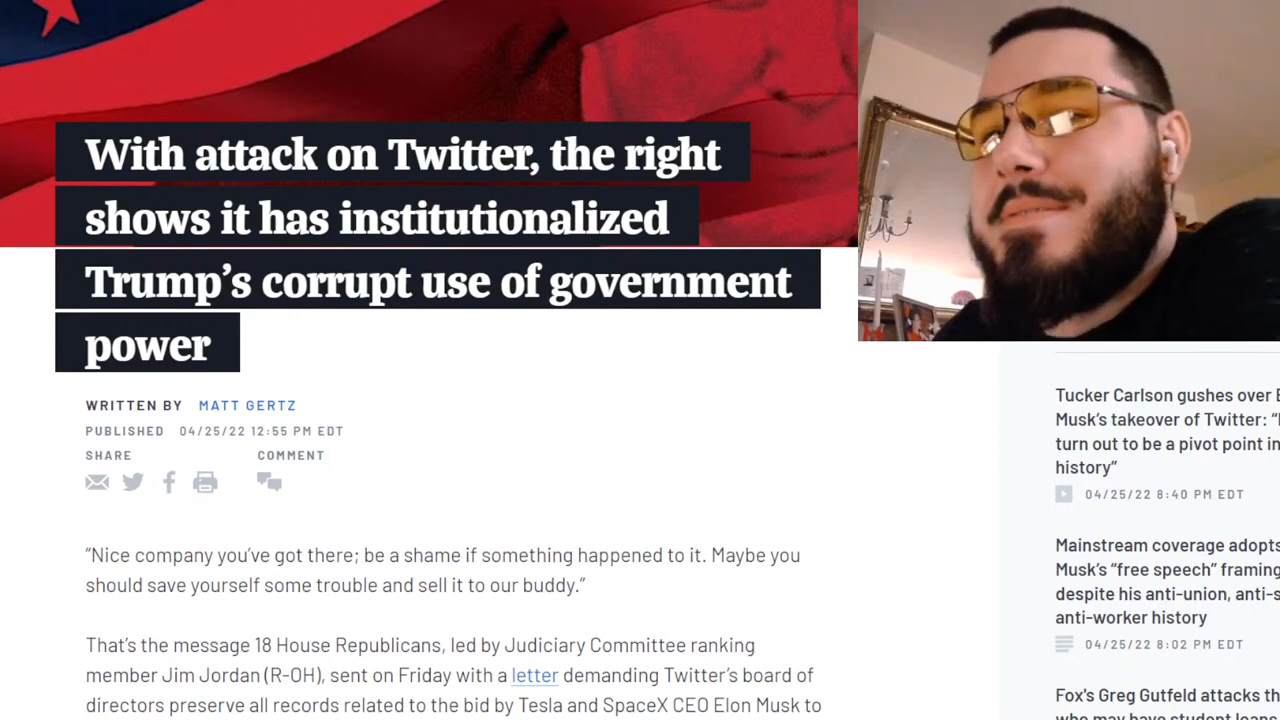 With attack on Twitter, the right
shows it has institutionalized
Trump’s corrupt use of government
power
WRITTEN BY MATT GERTZ
PUBLISHED 04/25/22 12:55 PM EDT
SHARE COMMENT
“Nice company you’ve got there; be a shame if something happened to it. Maybe you
should save yourself some trouble and sell it to our buddy.”
That’s the message 18 House Republicans, led by Judiciary Committee ranking
member Jim Jordan (R-OH), sent on Friday with a letter demanding Twitter’s board of
directors preserve all records related to the bid by Tesla and SpaceX CEO Elon Musk to
Tucker Carlson gushes over
Musk’s takeover of Twitter:
turn out to be a pivot point in
history”
04/25/22 8:40 PM EDT
Mainstream coverage adopts
Musk’s “free speech” framing
despite his anti-union,
anti-worker history
04/25/22 8:02 PM EDT
Fox's Greg Gutfeld attacks
who may have student loans